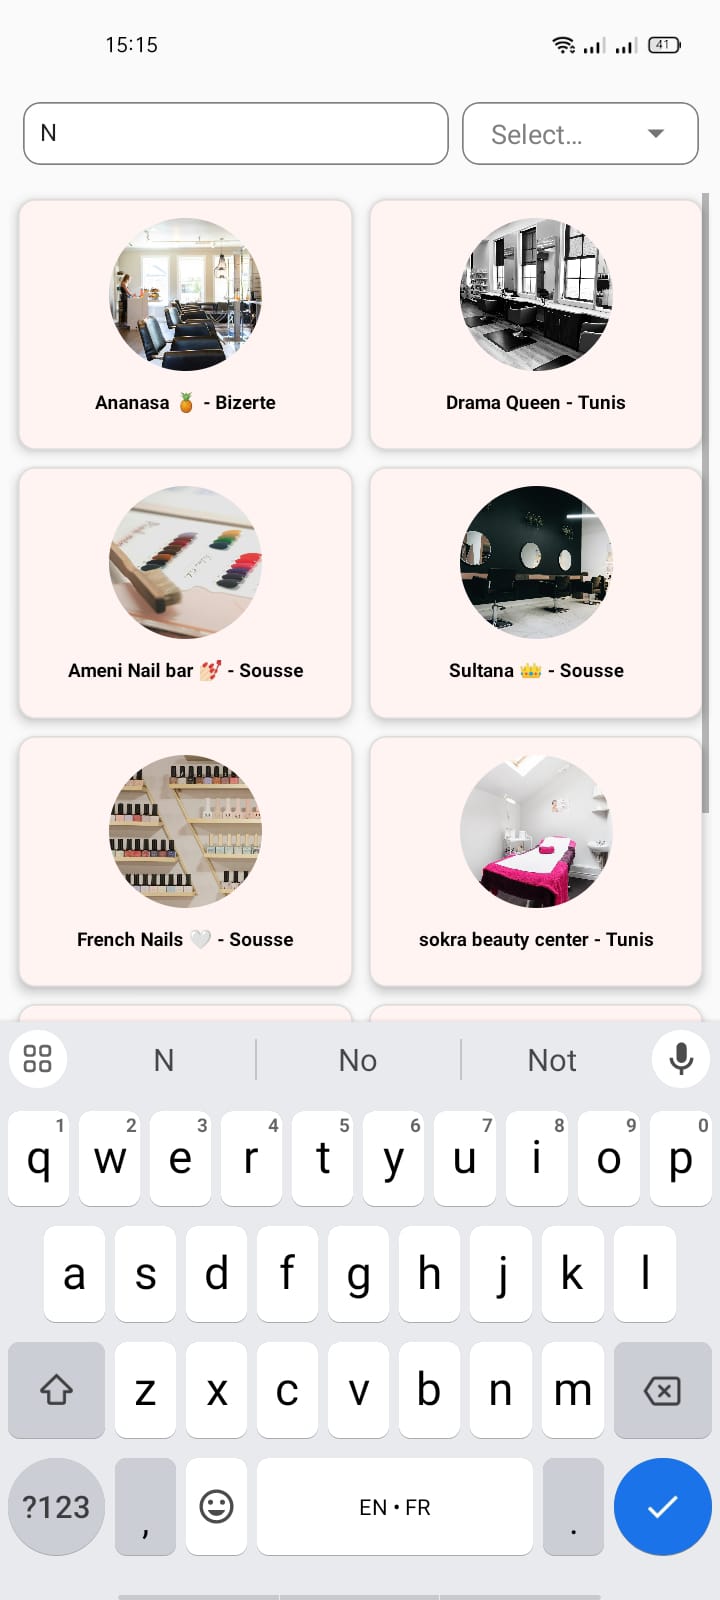 15:15
41
N
Select...
Ananasa 🍍 - Bizerte
Drama Queen - Tunis
Ameni Nail bar 💅 - Sousse
Sultana 👑 - Sousse
French Nails 🤍 - Sousse
sokra beauty center - Tunis
N No Not
1 2 3 4 5 6 7 8 9 0
q w e r t y u i o p
a s d f g h j k l
z x c v b n m
?123 , EN • FR .